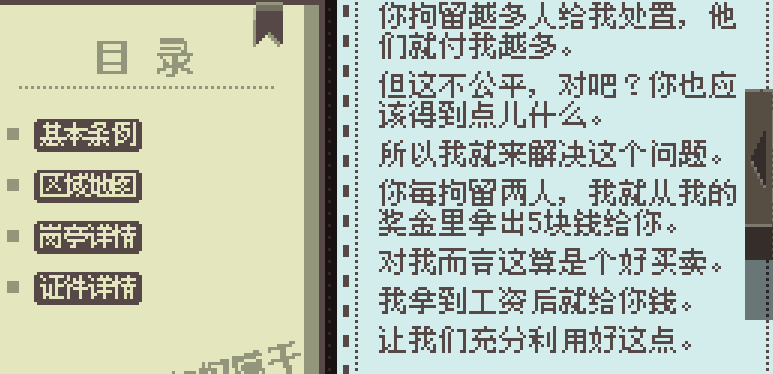 目录
基本条例
区域地图
岗亭详情
证件详情
你拘留越多人给我处置，他
们就付我越多。
但这不公平，对吧？你也应
该得到点儿什么。
所以我就来解决这个问题。
你每拘留两人，我就从我的
奖金里拿出5块钱给你。
对我而言这算是个好买卖。
我拿到工资后就给你钱。
让我们充分利用好这点。